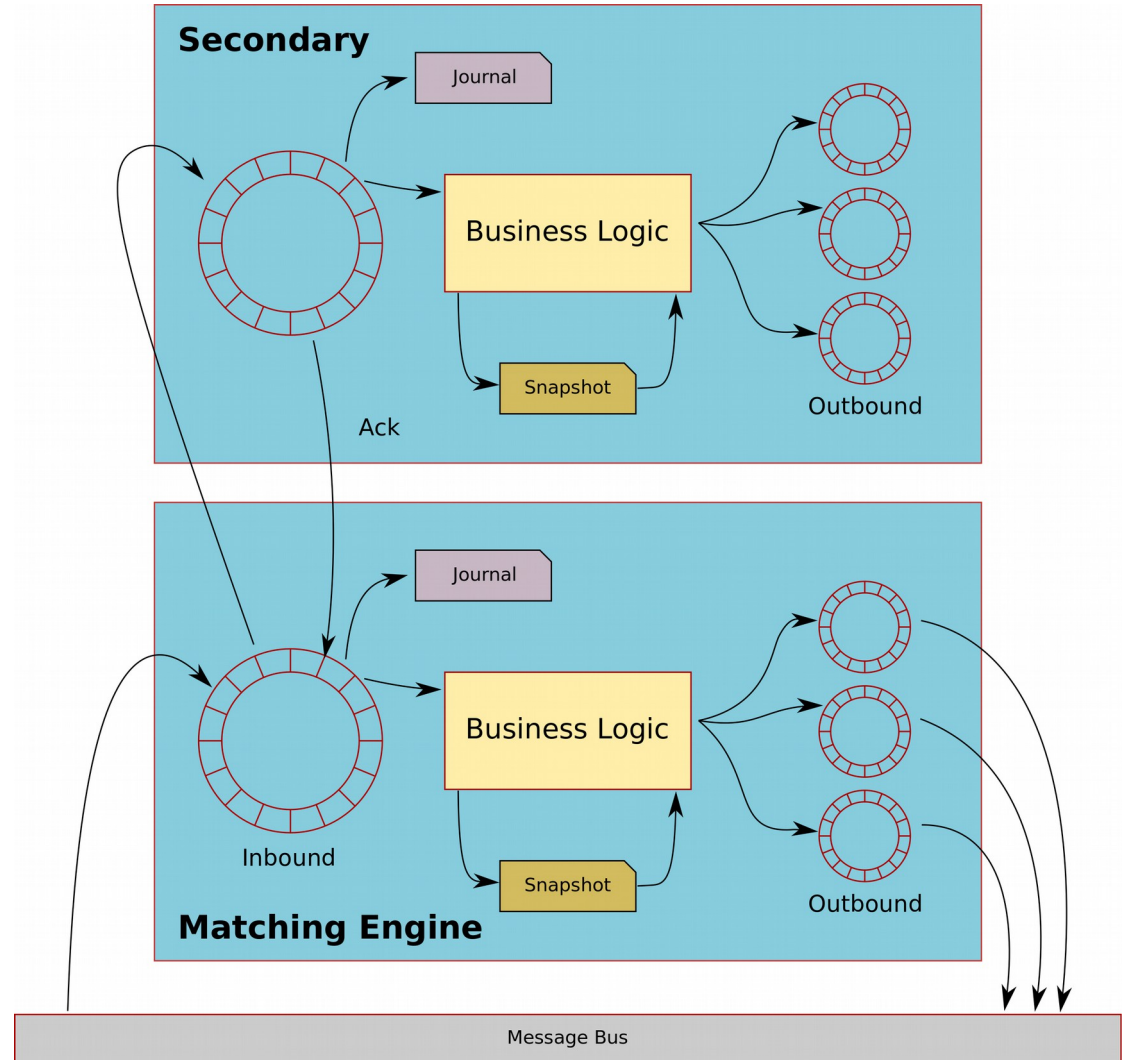 Secondary
Journal
Business Logic
Snapshot
Outbound
Ack
Journal
Business Logic
Inbound
Snapshot
Outbound
Matching Engine
Message Bus